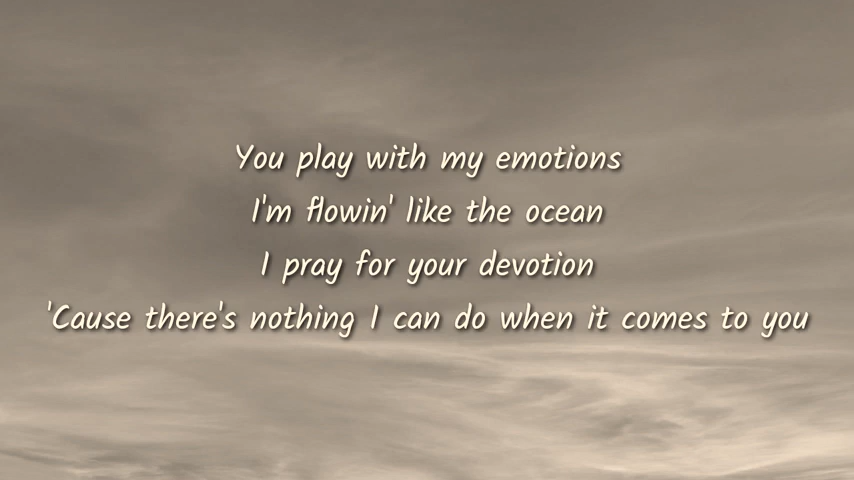 You play with my emotions
I'm flowin' like the ocean
I pray for your devotion
'Cause there's nothing I can do when it comes to you